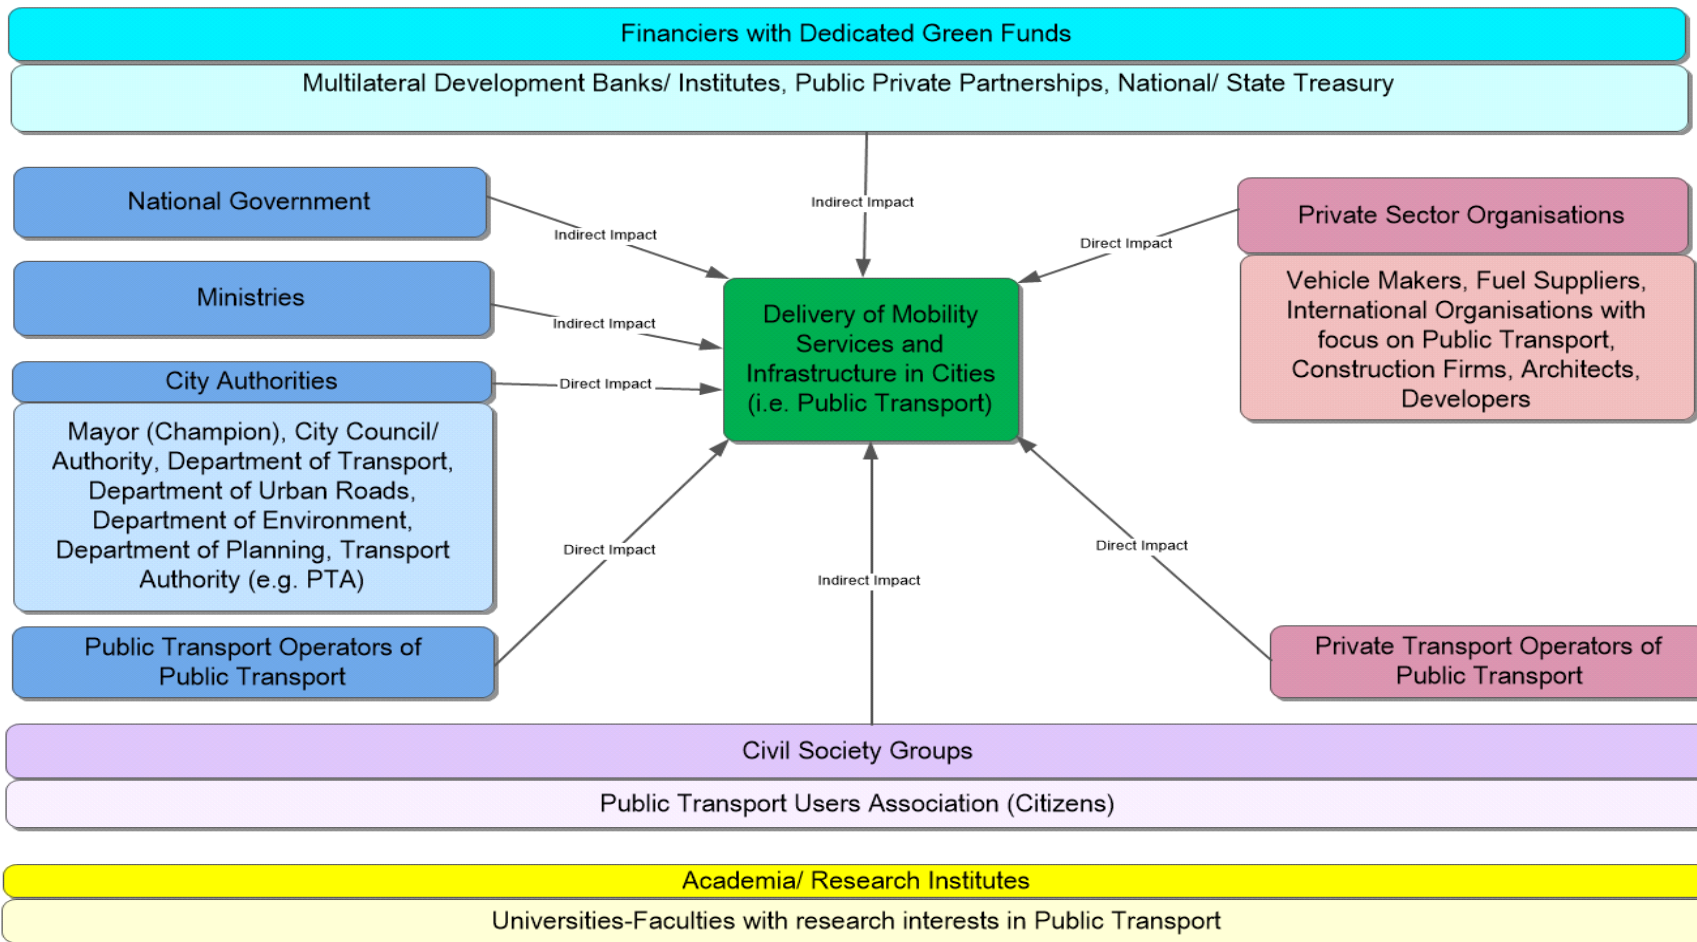 Financiers with Dedicated Green Funds
Multilateral Development Banks/ Institutes, Public Private Partnerships, National/ State Treasury
National Government
Indirect Impact
Indirect Impact
Direct Impact
Private Sector Organisations
Ministries
Indirect Impact
Vehicle Makers, Fuel Suppliers,
International Organisations with
focus on Public Transport,
Construction Firms, Architects,
Developers
Delivery of Mobility
Services and
Infrastructure in Cities
(i.e. Public Transport)
City Authorities
Direct Impact
Mayor (Champion), City Council/
Authority, Department of Transport,
Department of Urban Roads,
Department of Environment,
Department of Planning, Transport
Authority (e.g. PTA)
Direct Impact
Indirect Impact
Direct Impact
Public Transport Operators of
Public Transport
Private Transport Operators of
Public Transport
Civil Society Groups
Public Transport Users Association (Citizens)
Academia/ Research Institutes
Universities-Faculties with research interests in Public Transport